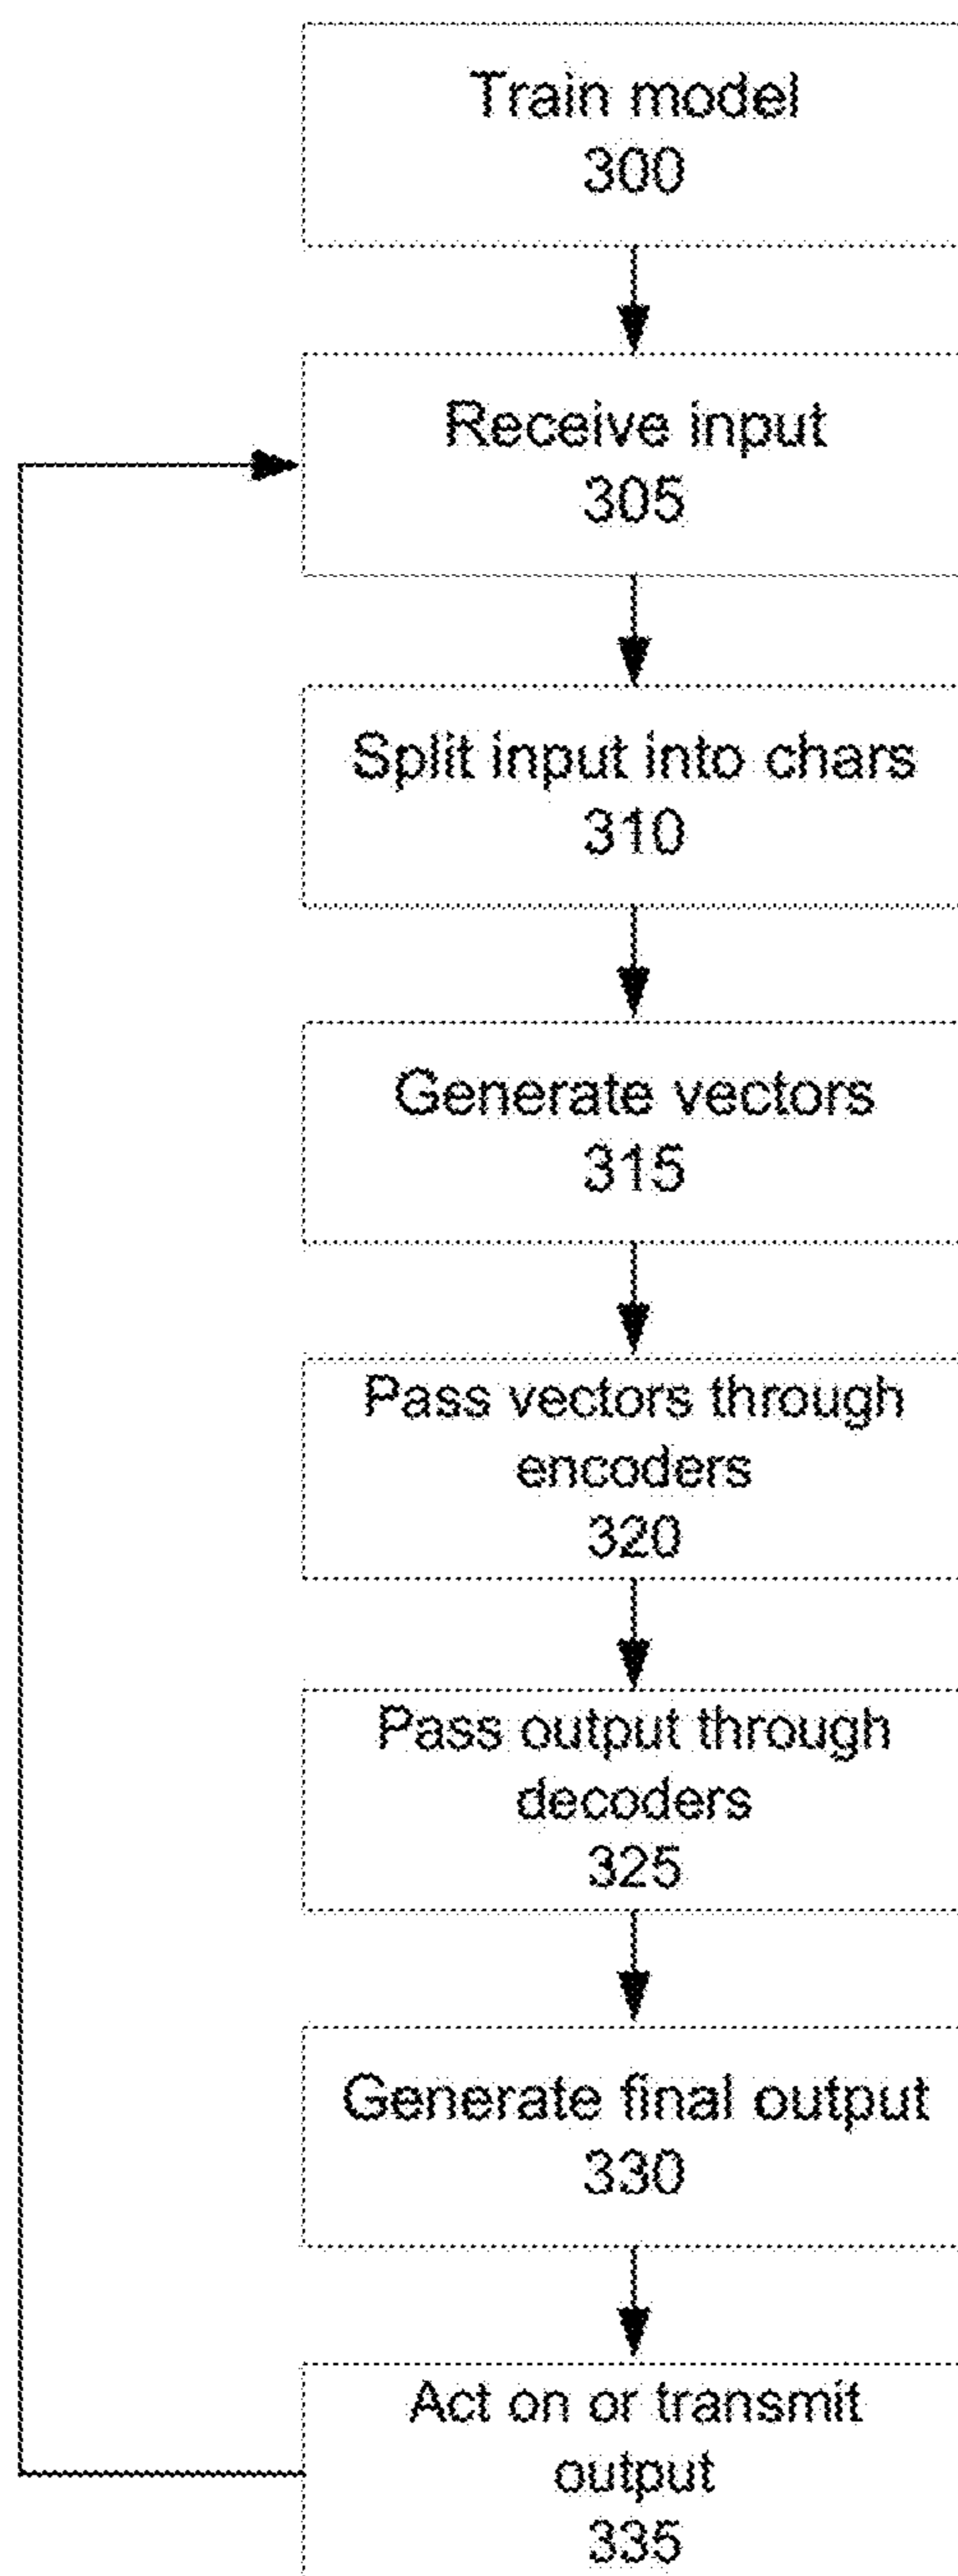 Train model
300
Receive input
305
Split input into chars
310
Generate vectors
315
Pass vectors through
encoders
320
Pass output through
decoders
325
Generate final output
330
Act on or transmit
output
335